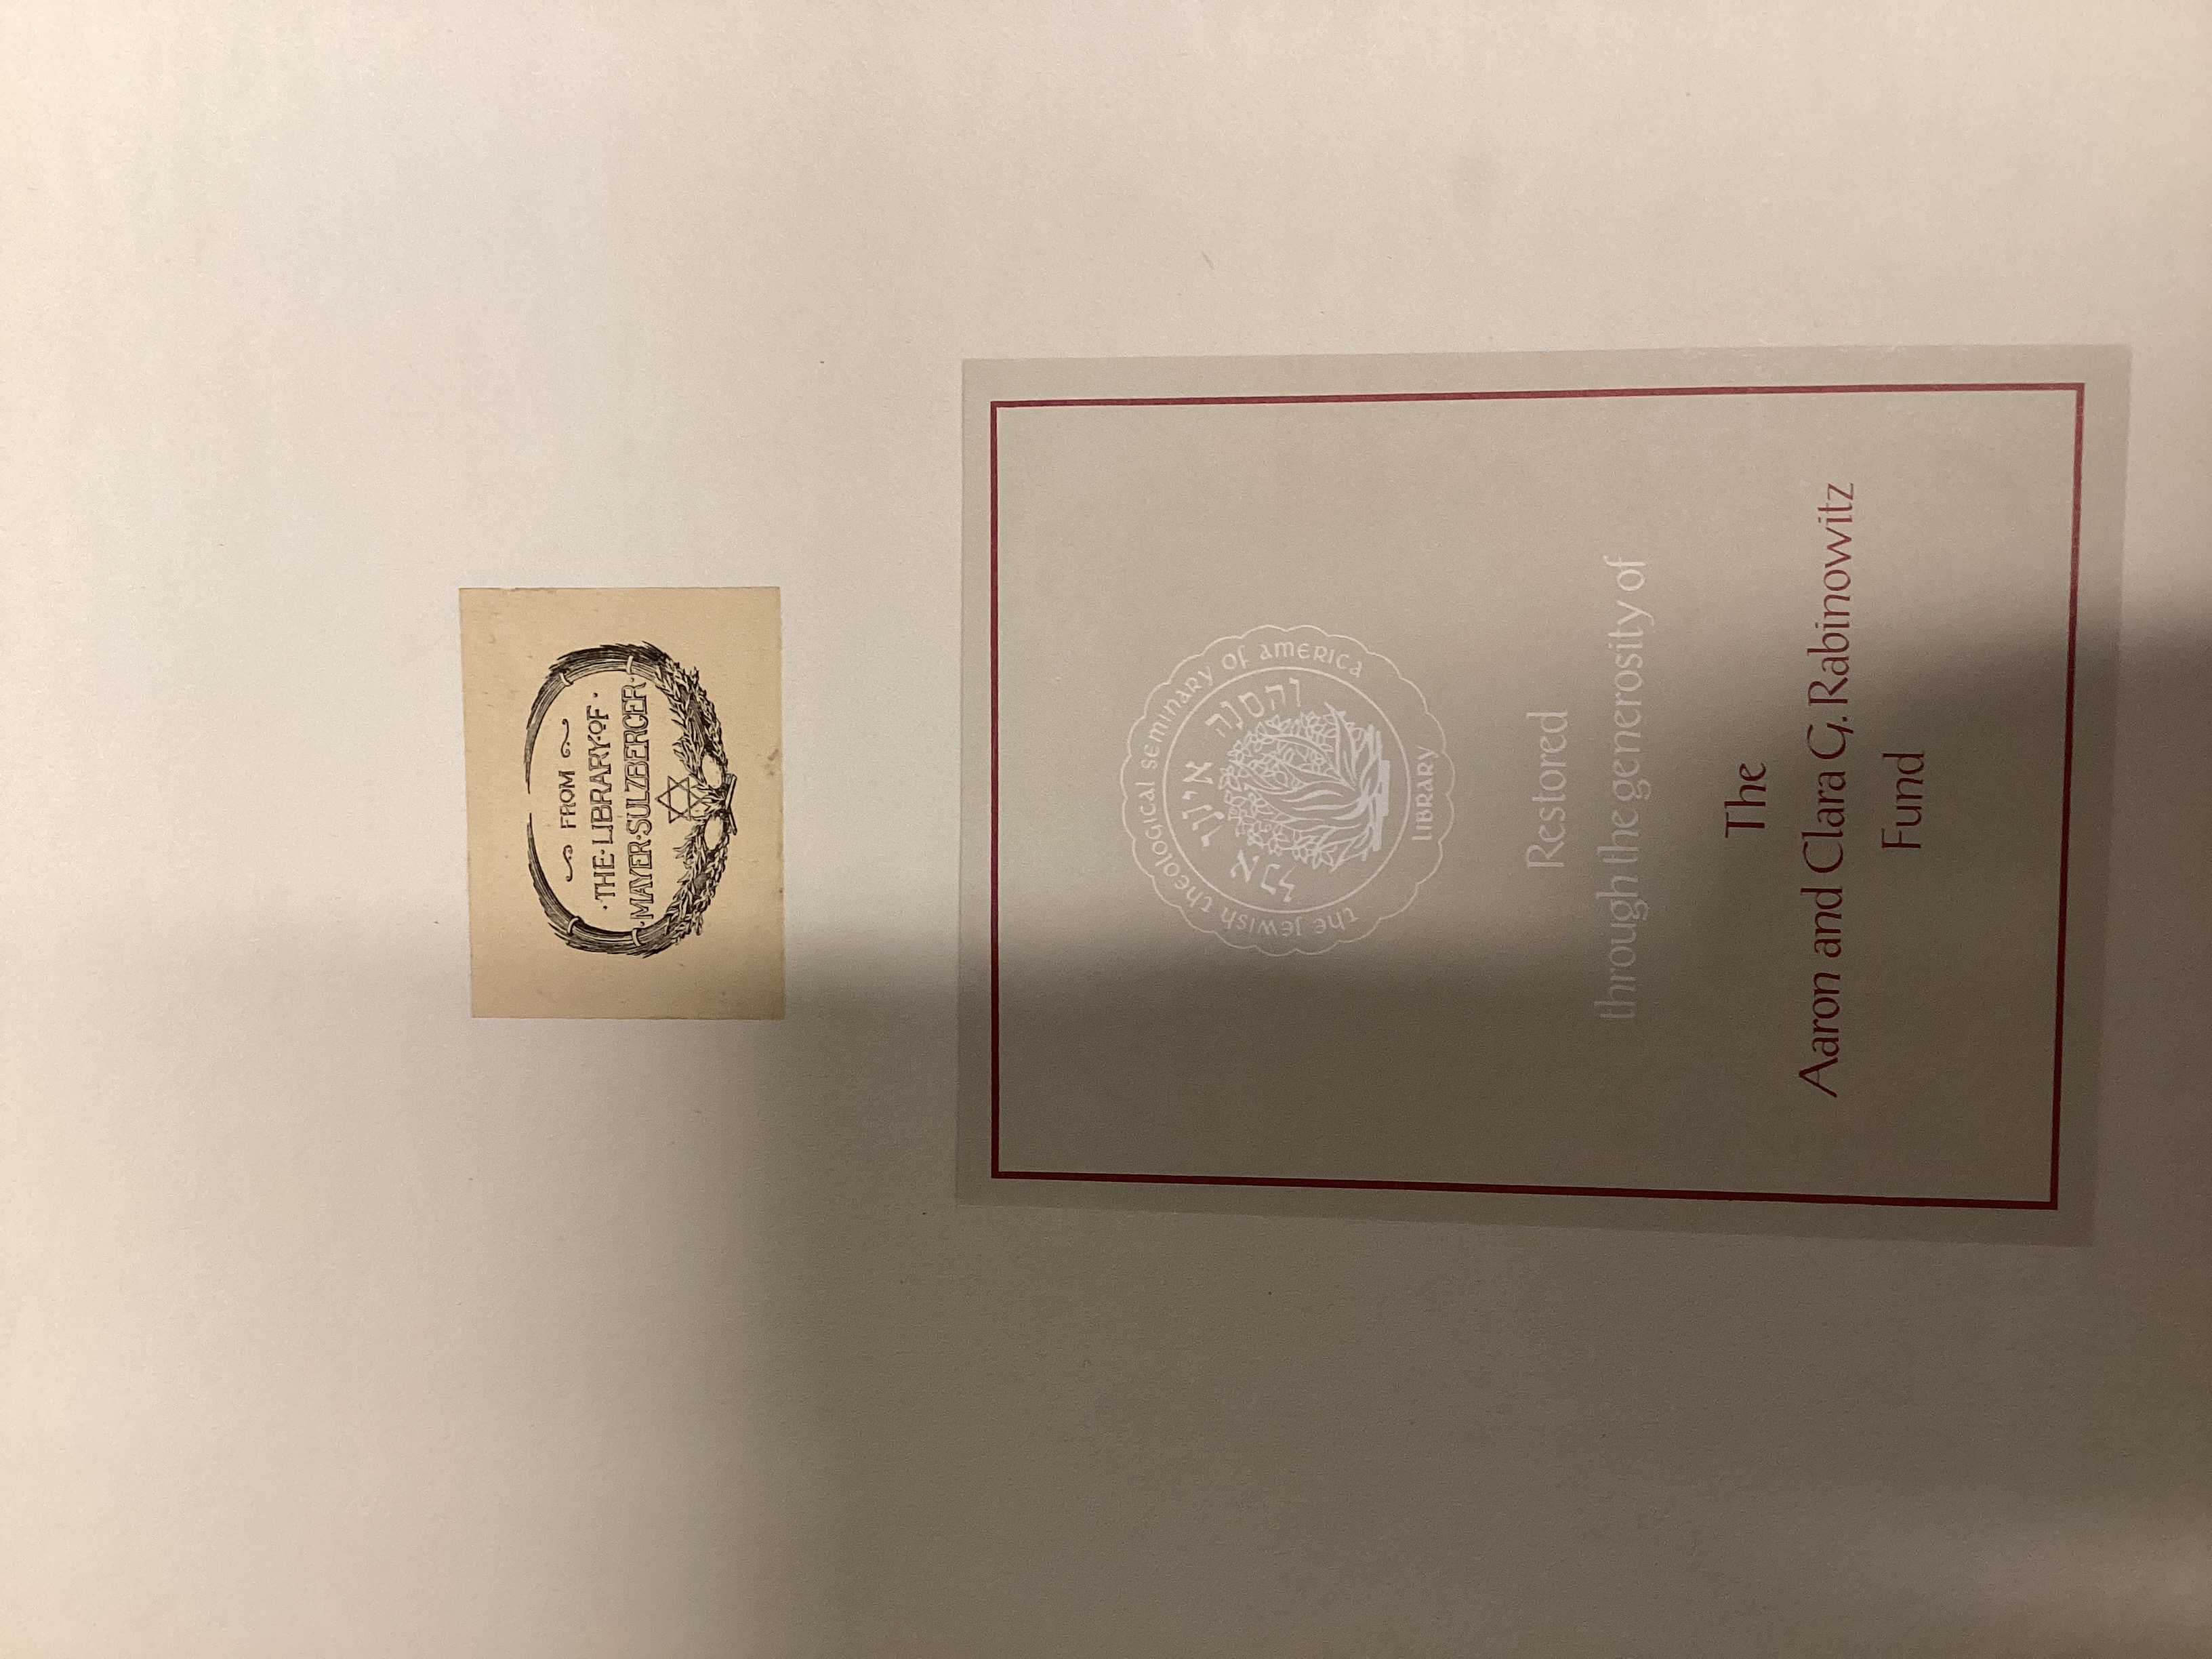 FROM
·THE·LIBRARY·OF·
·MAYER·SULZBERGER·
the jewish theological seminary of america
והסנה איננו אכל
LIBRARY
Restored
through the generosity of
The
Aaron and Clara G. Rabinowitz
Fund